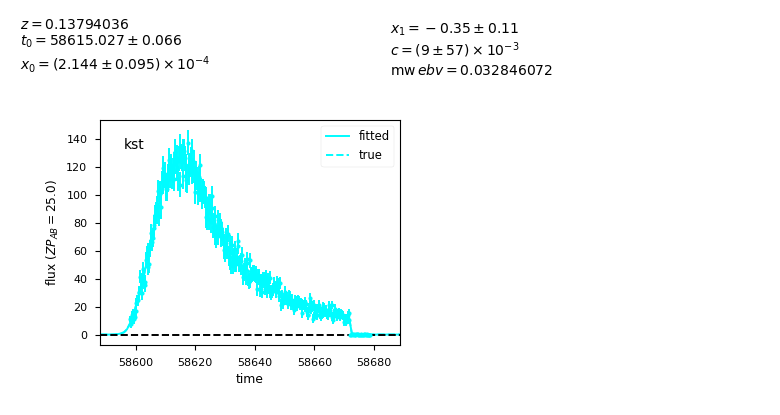 z = 0.13794036
t₀ = 58615.027 ± 0.066
x₀ = (2.144 ± 0.095) × 10⁻⁴
x₁ = −0.35 ± 0.11
c = (9 ± 57) × 10⁻³
mw ebv = 0.032846072
kst
fitted
true
140
120
100
80
60
40
20
0
flux (ZP_{AB} = 25.0)
58600 58620 58640 58660 58680
time